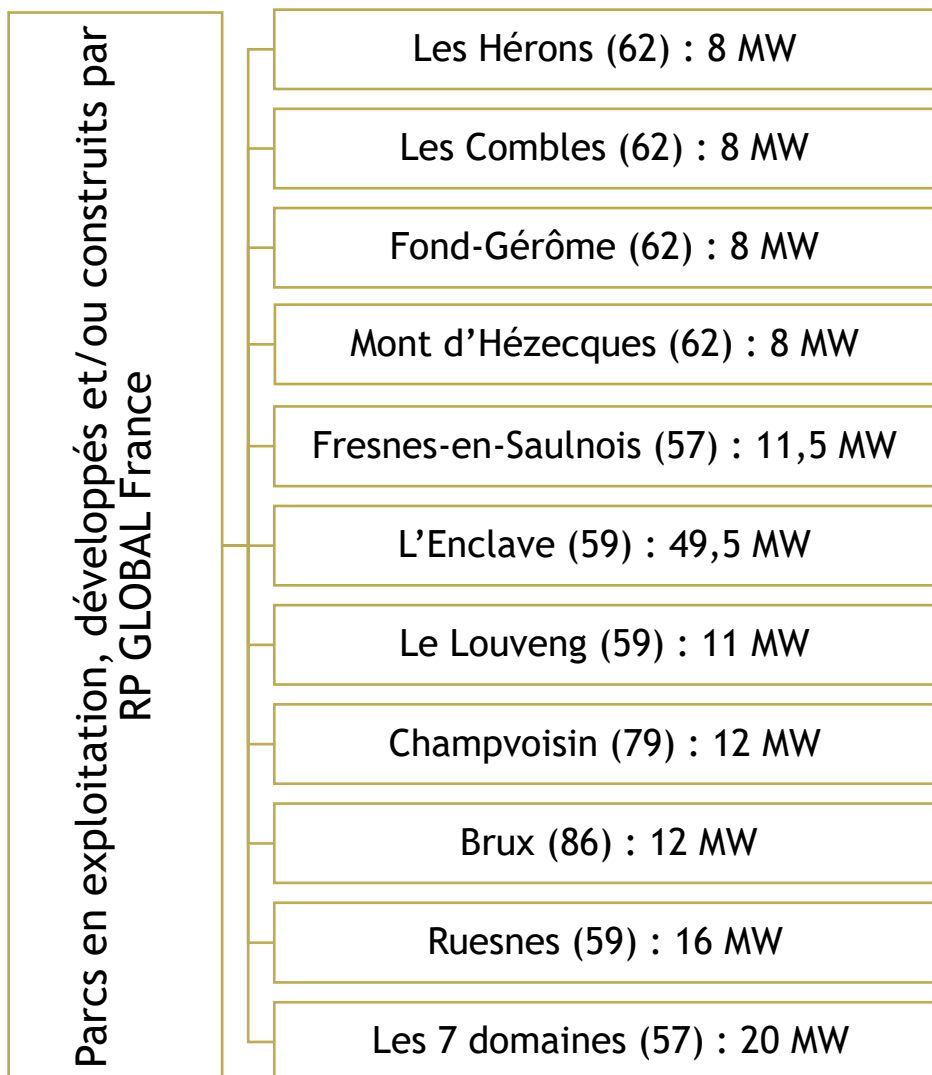 Parcs en exploitation, développés et/ou construits par
RP GLOBAL France
Les Hérons (62) : 8 MW
Les Combles (62) : 8 MW
Fond-Gérôme (62) : 8 MW
Mont d’Hézecques (62) : 8 MW
Fresnes-en-Saulnois (57) : 11,5 MW
L’Enclave (59) : 49,5 MW
Le Louveng (59) : 11 MW
Champvoisin (79) : 12 MW
Brux (86) : 12 MW
Ruesnes (59) : 16 MW
Les 7 domaines (57) : 20 MW